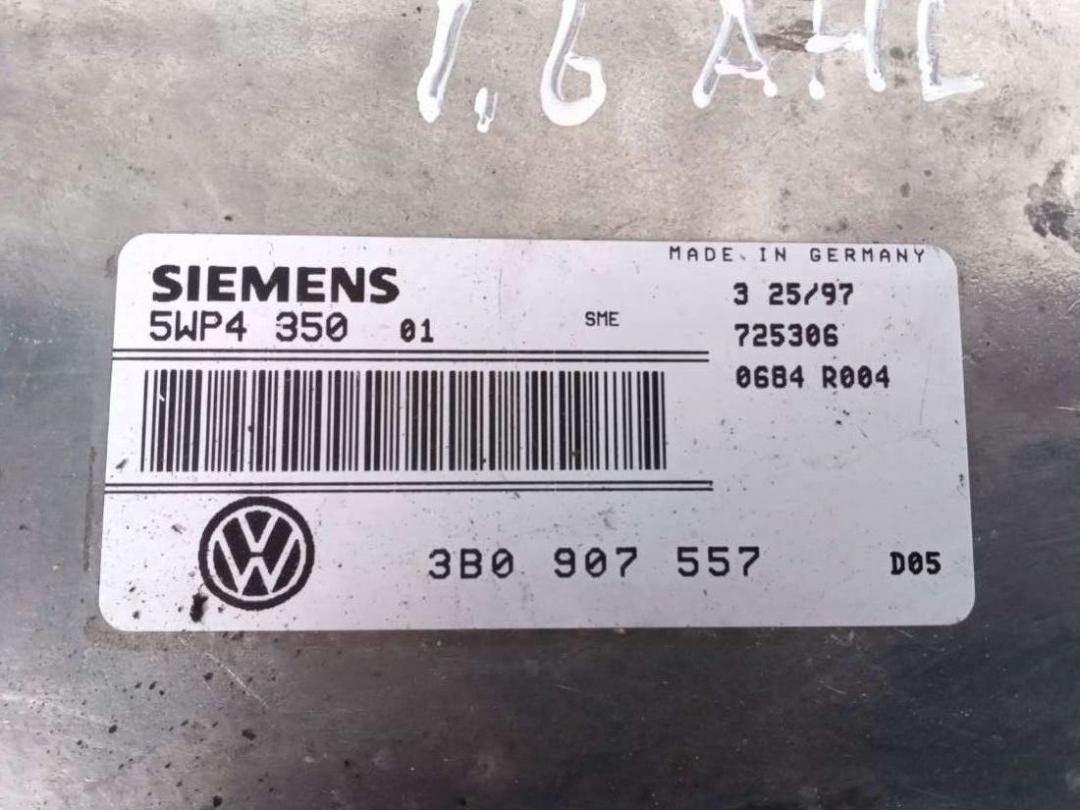 1.6 AHL
MADE IN GERMANY
SIEMENS
3 25/97
5WP4 350 01
SME
725306
0684 R004
3B0 907 557
D05